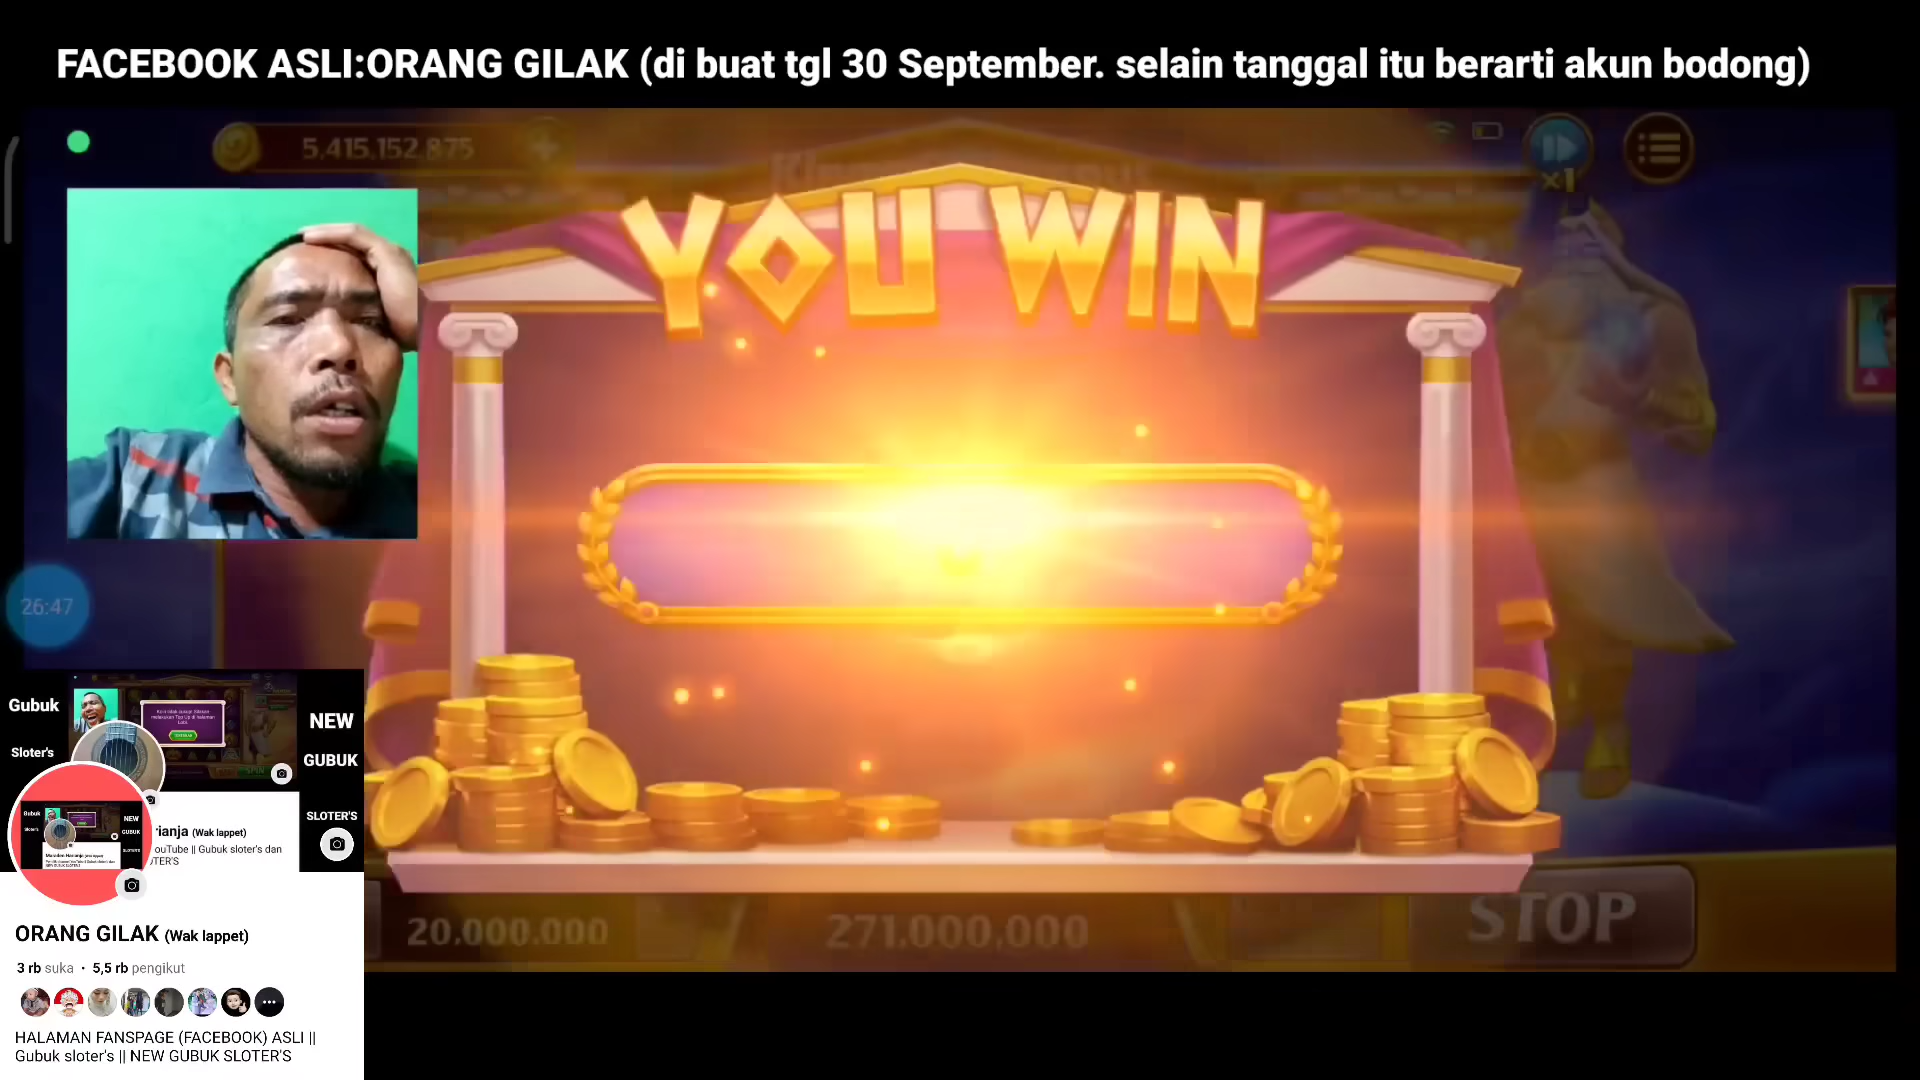 FACEBOOK ASLI:ORANG GILAK (di buat tgl 30 September. selain tanggal itu berarti akun bodong)
5,415,152,875
x1
YOU WIN
26:47
Gubuk
Sloter's
NEW
GUBUK
SLOTER'S
rianja (Wak lappet)
ouTube || Gubuk sloter's dan
OTER'S
20.000.000
271.000,000
STOP
ORANG GILAK (Wak lappet)
3 rb suka · 5,5 rb pengikut
HALAMAN FANSPAGE (FACEBOOK) ASLI ||
Gubuk sloter's || NEW GUBUK SLOTER'S